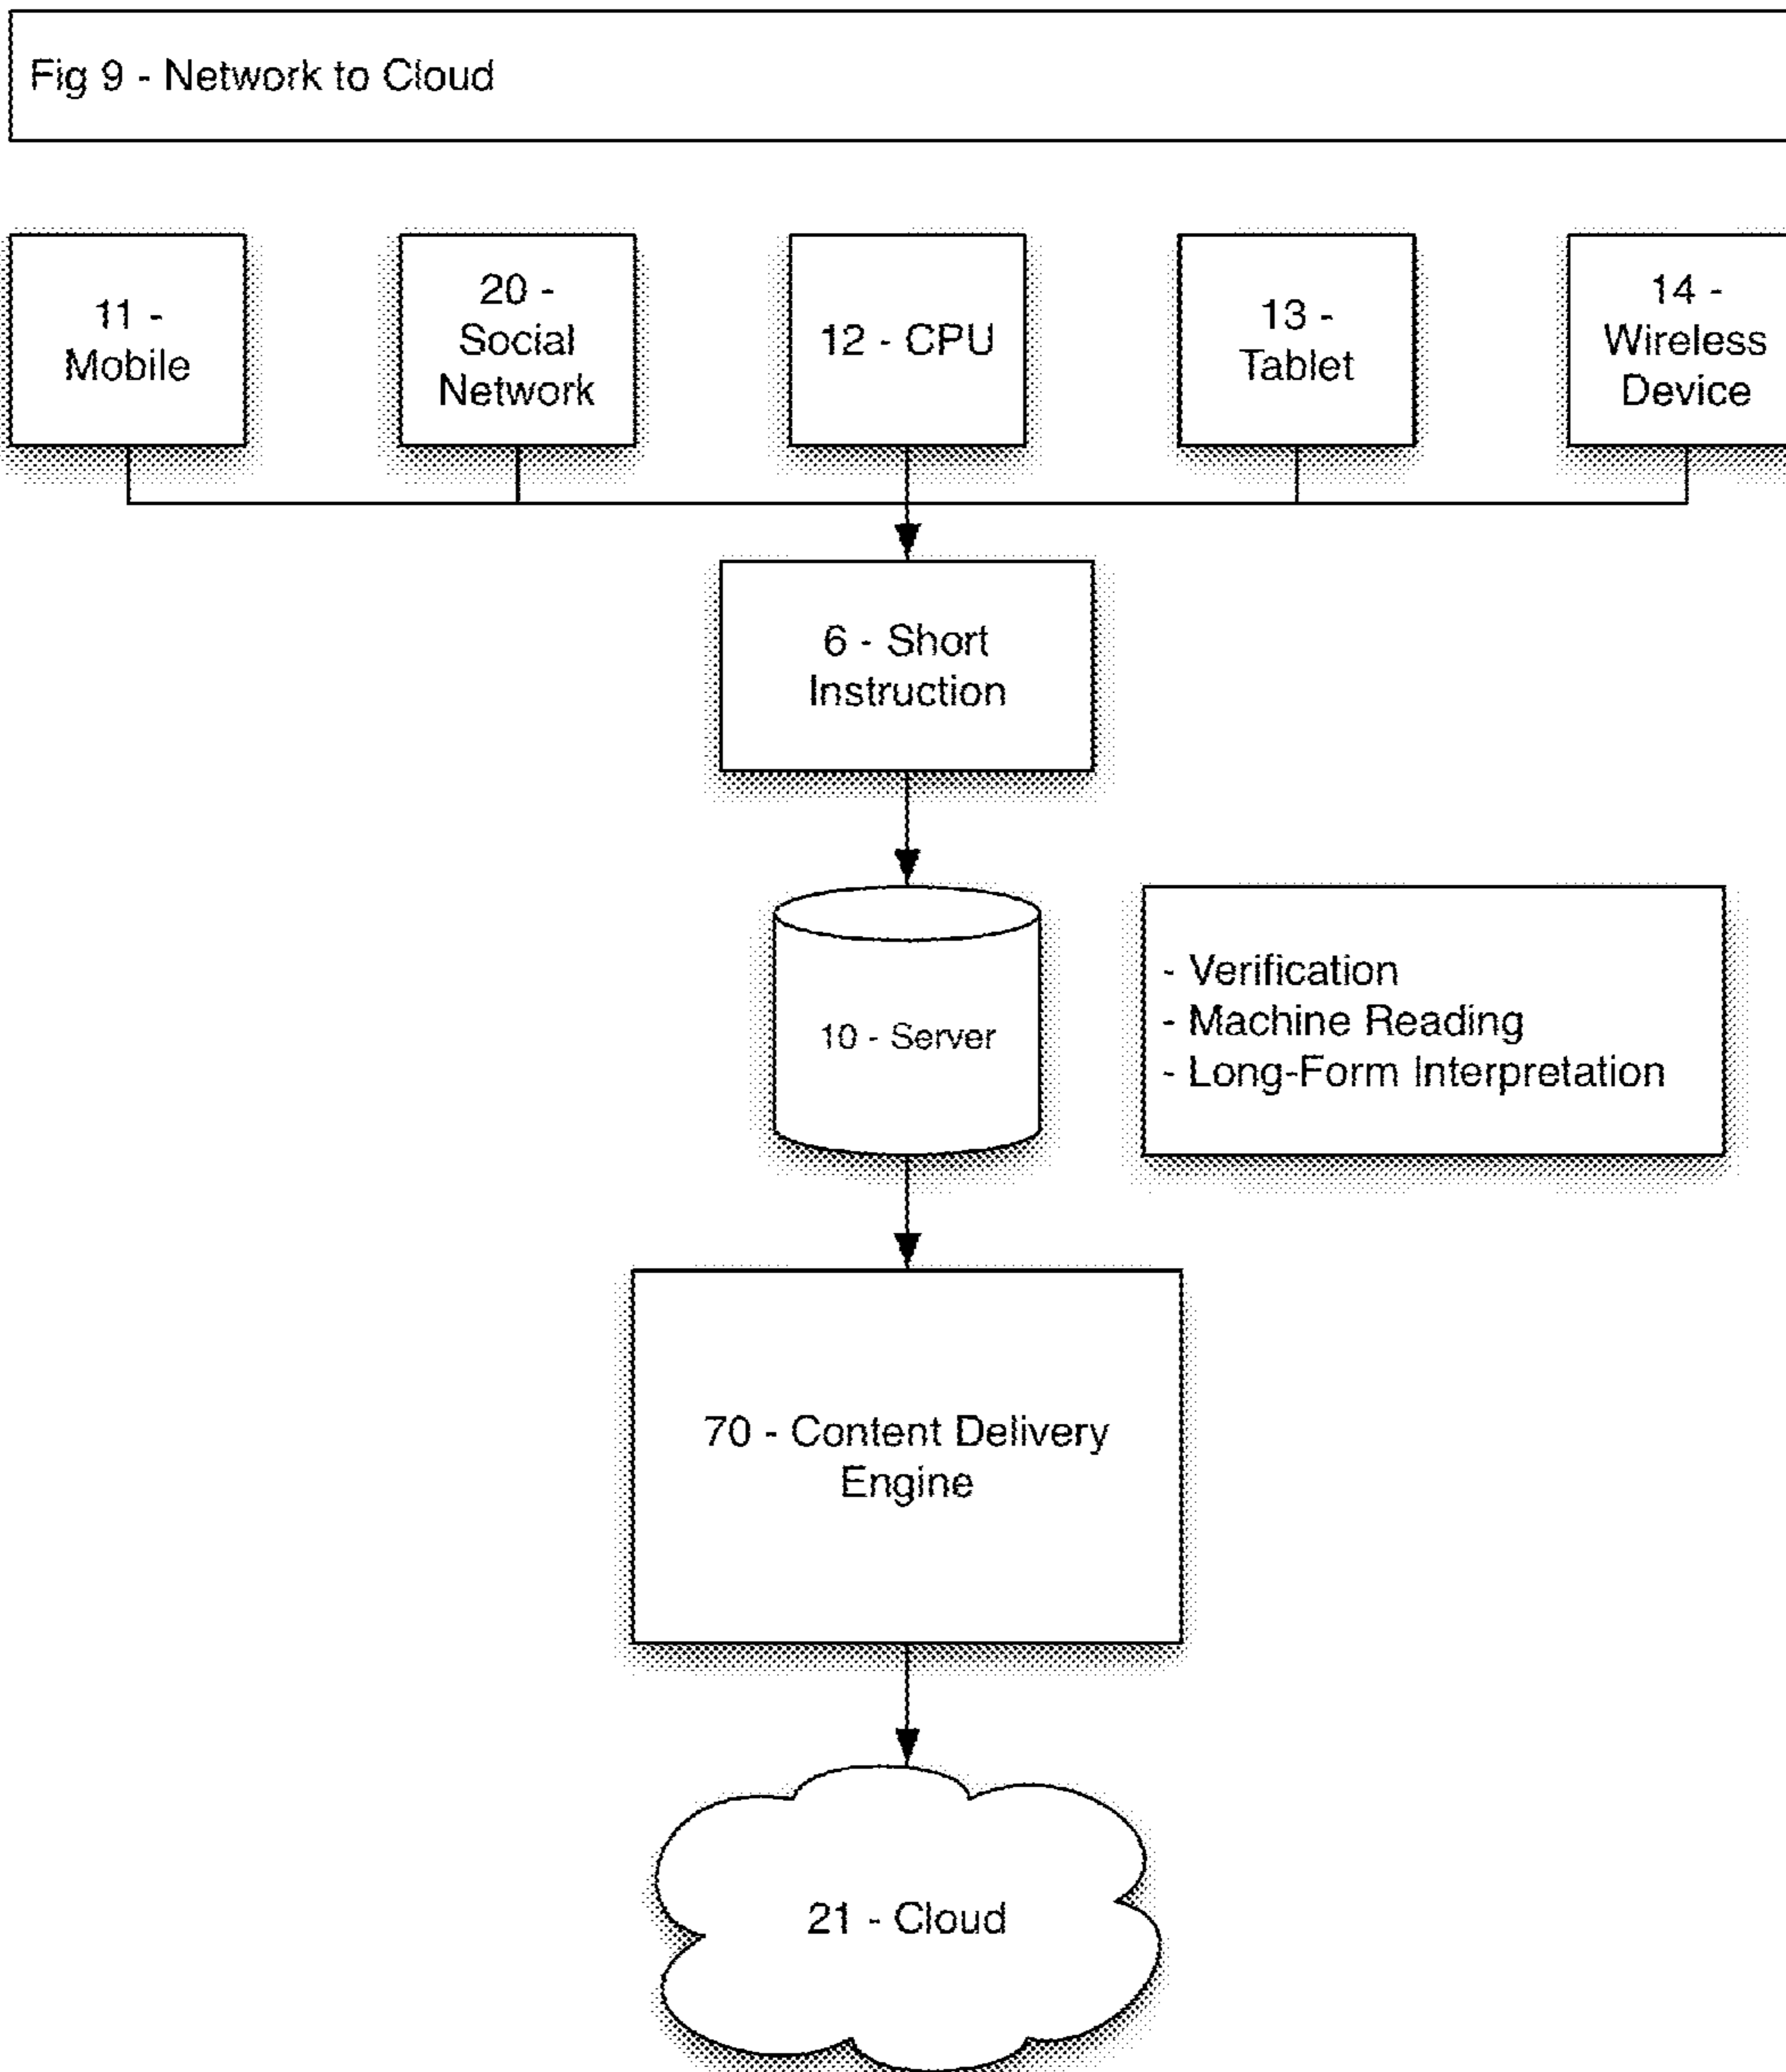 Fig 9 - Network to Cloud
11 -
Mobile
20 -
Social
Network
12 - CPU
13 -
Tablet
14 -
Wireless
Device
6 - Short
Instruction
10 - Server
- Verification
- Machine Reading
- Long-Form Interpretation
70 - Content Delivery
Engine
21 - Cloud